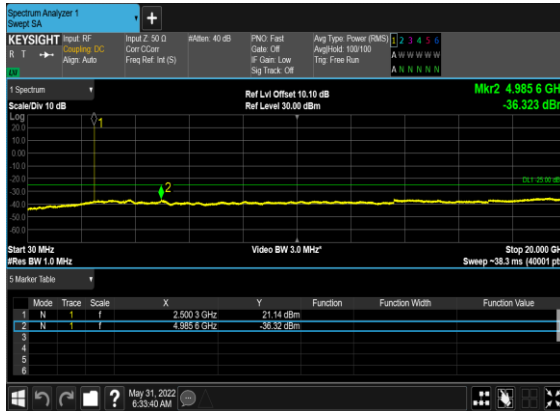 Spectrum Analyzer 1
Swept SA
+
KEYSIGHT
R T
Input: RF
Coupling: DC
Align: Auto
Input Z: 50 Ω
Corr CCorr
Freq Ref: Int (S)
#Atten: 40 dB
PNO: Fast
Gate: Off
IF Gain: Low
Sig Track: Off
Avg Type: Power (RMS)
Avg|Hold: 100/100
Trig: Free Run
1 2 3 4 5 6
A W W W W W
A N N N N N
1 Spectrum
Scale/Div 10 dB
Log
Ref Lvl Offset 10.10 dB
Ref Level 30.00 dBm
Mkr2 4.985 6 GHz
-36.323 dBm
20.0
10.0
0.00
-10.0
-20.0
-30.0
-40.0
-50.0
-60.0
1
2
DL1 -25.00 dB
Start 30 MHz
#Res BW 1.0 MHz
Video BW 3.0 MHz*
Stop 20.000 GH
Sweep ~38.3 ms (40001 pt
5 Marker Table
Mode Trace Scale X Y Function Function Width Function Value
1 N 1 f 2.500 3 GHz 21.14 dBm
2 N 1 f 4.985 6 GHz -36.32 dBm
3
4
5
6
?
May 31, 2022
6:33:40 AM